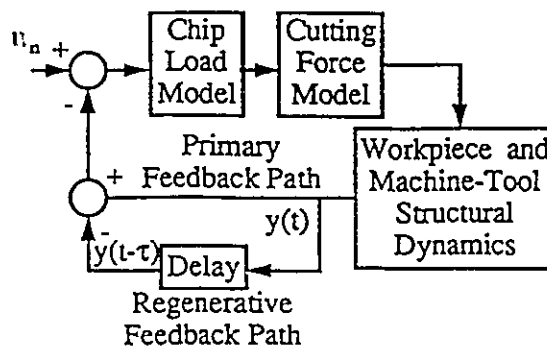 n_n +
Chip
Load
Model
Cutting
Force
Model
-
Primary
Feedback Path
+
Workpiece and
Machine-Tool
Structural
Dynamics
y(t)
-
y(t-τ)
Delay
Regenerative
Feedback Path